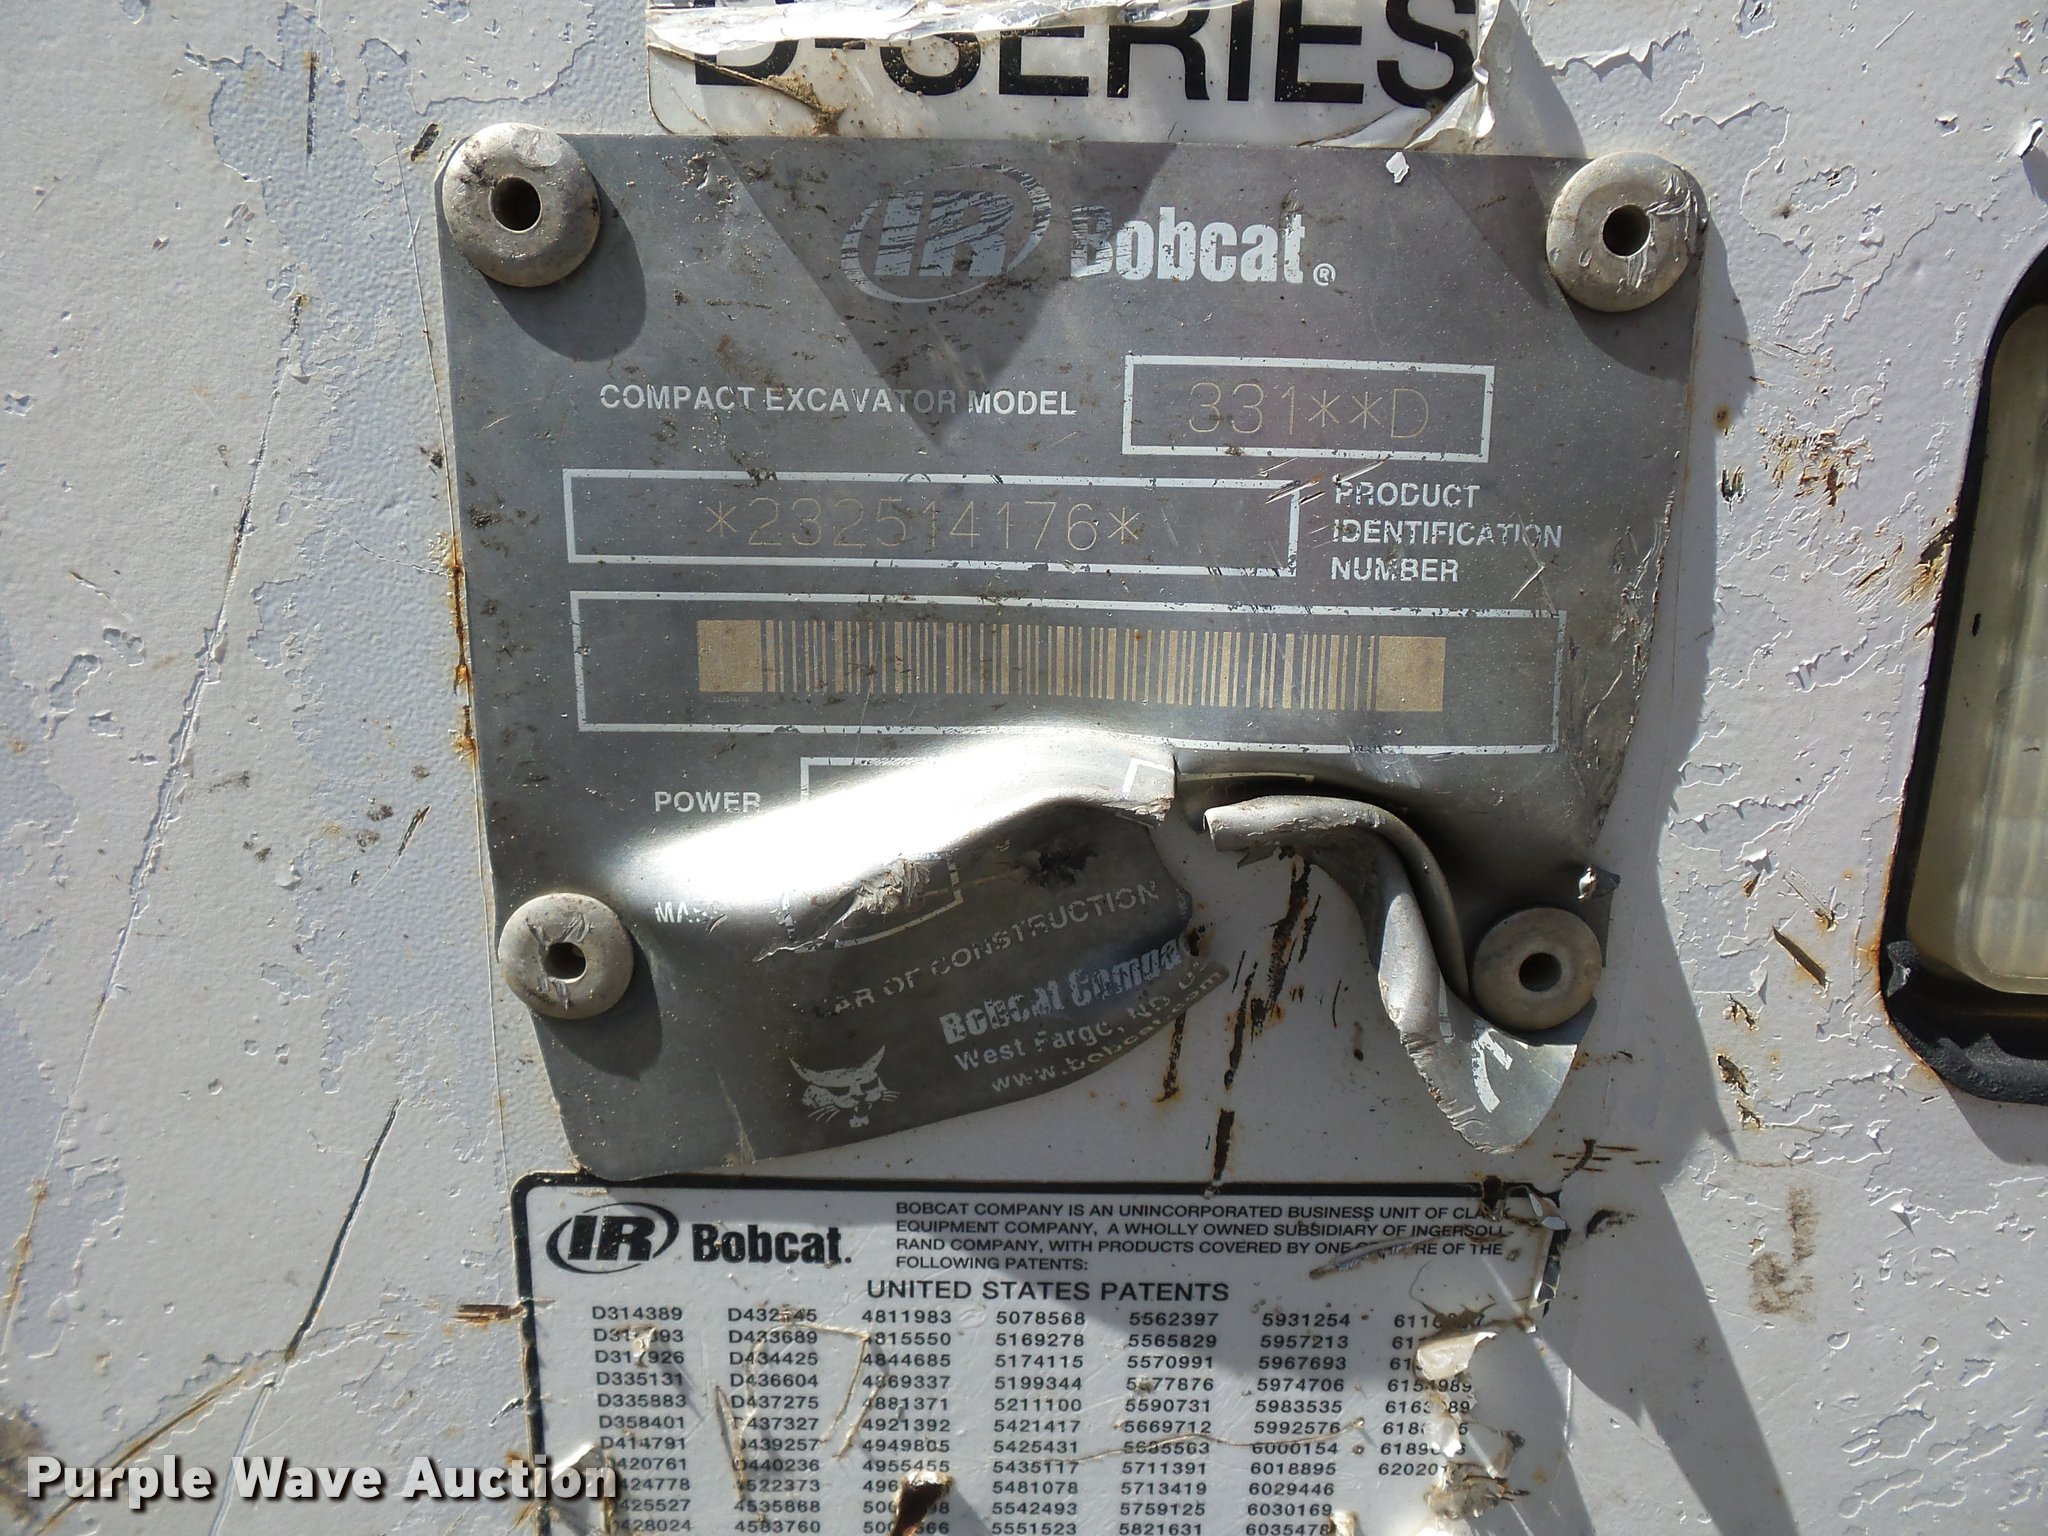 D-SERIES
IR Bobcat®
COMPACT EXCAVATOR MODEL 331**D
*232514176*
PRODUCT
IDENTIFICATION
NUMBER
POWER
OF CONSTRUCTION
Bobcat
West Fargo, ND
www.bobcat.com
IR Bobcat.
BOBCAT COMPANY IS AN UNINCORPORATED BUSINESS UNIT OF
EQUIPMENT COMPANY, A WHOLLY OWNED SUBSIDIARY OF INGERSOLL
RAND COMPANY, WITH PRODUCTS COVERED BY ONE OF THE
FOLLOWING PATENTS:
UNITED STATES PATENTS
D314389 4811983 5078568 5562397 5931254
D433689 5169278 5565829 5957213
D434425 4844685 5174115 5570991 5967693
D335131 D436604 5199344 5974706
D335883 D437275 4881371 5211100 5590731 5983535
D358401 4921392 5421417 5669712 5992576
4949805 5425431 6000154
4955455 5435117 5711391 6018895
5481078 5713419 6029446
4535868 5542493 5759125 6030169
4583760 5551523 5821631 6035478
Purple Wave Auction